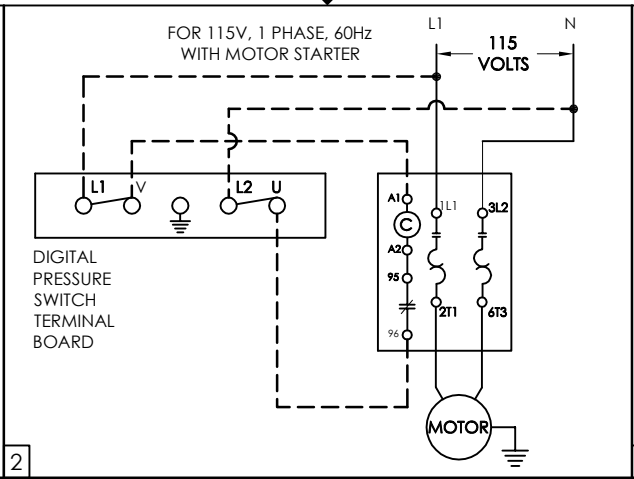 FOR 115V, 1 PHASE, 60Hz
WITH MOTOR STARTER
L1
N
115
VOLTS
L1
V
L2
U
A1
C
A2
95
96
1L1
3L2
2T1
6T3
DIGITAL
PRESSURE
SWITCH
TERMINAL
BOARD
MOTOR
2